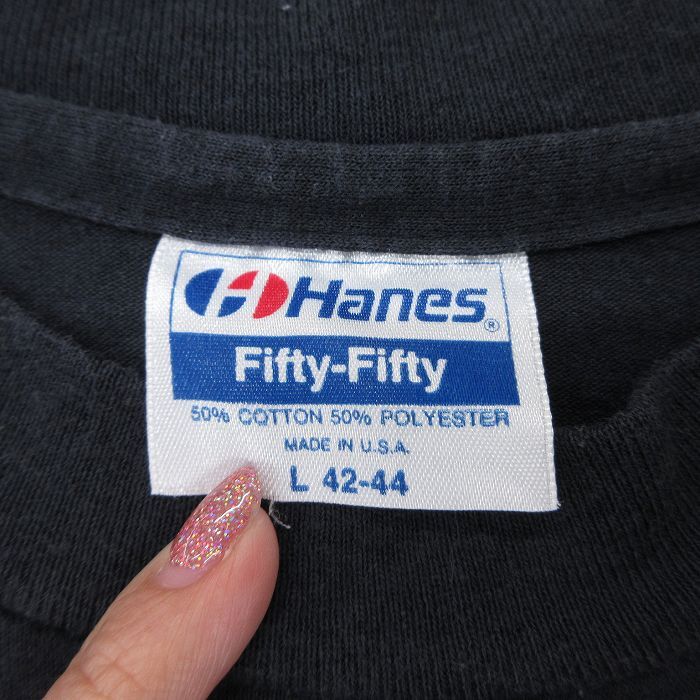 Hanes®
Fifty-Fifty
50% COTTON 50% POLYESTER
MADE IN U.S.A.
L 42-44